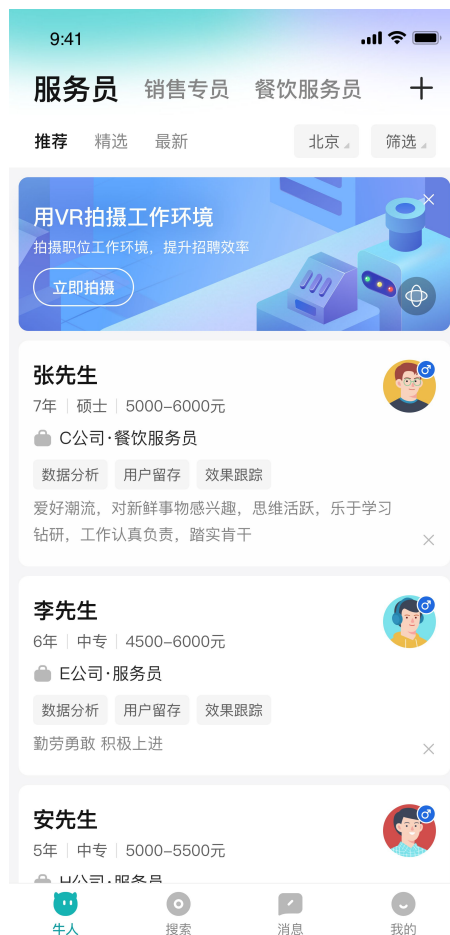 9:41
服务员 销售专员 餐饮服务员
推荐 精选 最新 北京 筛选
用VR拍摄工作环境
拍摄职位工作环境，提升招聘效率
立即拍摄
张先生
7年 硕士 5000-6000元
C公司·餐饮服务员
数据分析 用户留存 效果跟踪
爱好潮流，对新鲜事物感兴趣，思维活跃，乐于学习
钻研，工作认真负责，踏实肯干
李先生
6年 中专 4500-6000元
E公司·服务员
数据分析 用户留存 效果跟踪
勤劳勇敢 积极上进
安先生
5年 中专 5000-5500元
H公司·服务员
牛人 搜索 消息 我的